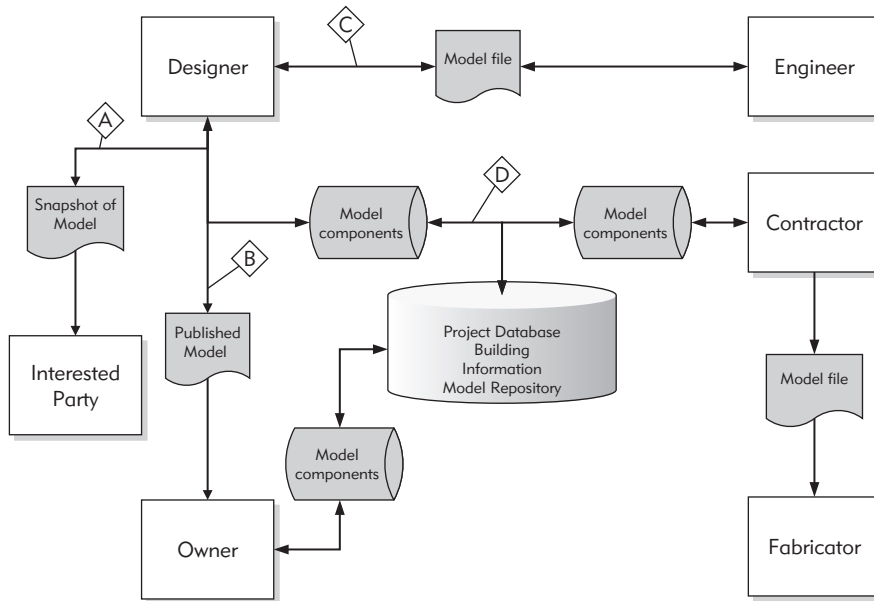 C
Designer
Model file
Engineer
A
Snapshot of
Model
Model
components
D
Model
components
Contractor
B
Published
Model
Project Database
Building
Information
Model Repository
Interested
Party
Model file
Model
components
Owner
Fabricator